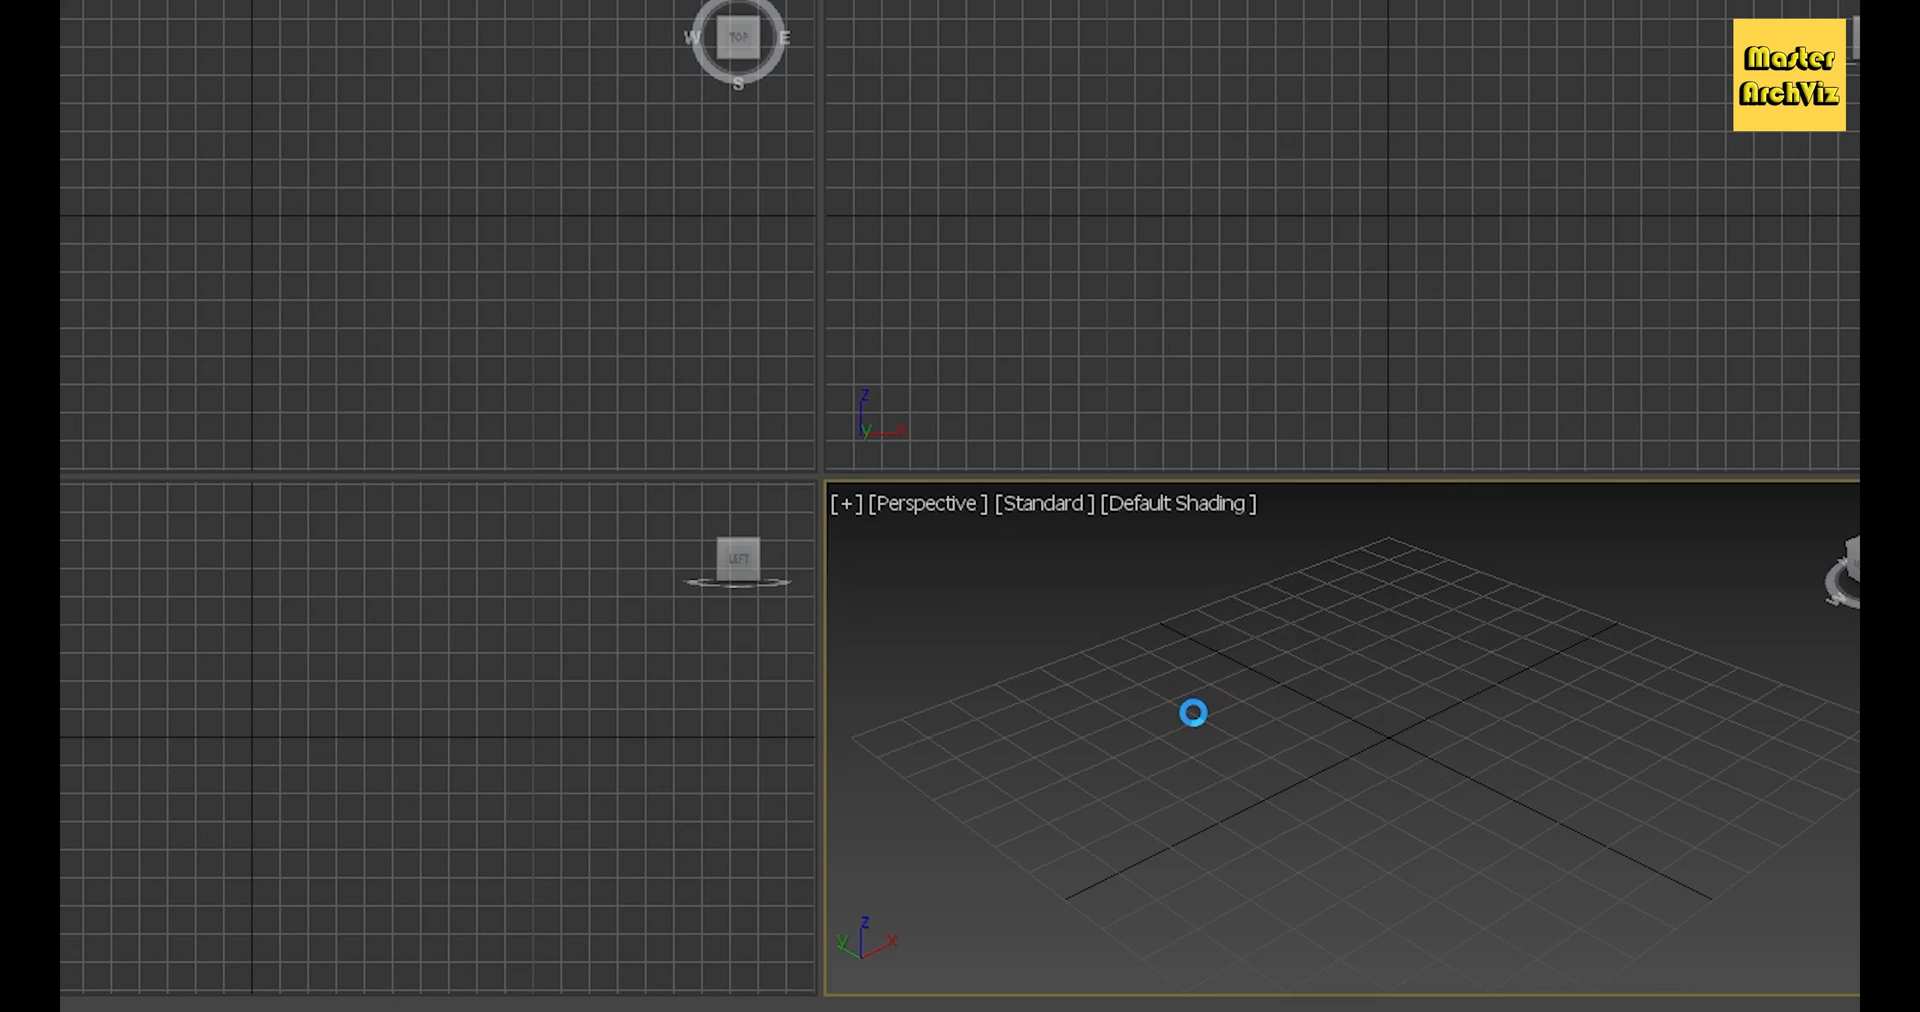 W TOP E
S
Master
ArchViz
z
y x
LEFT
[+] [Perspective ] [Standard ] [Default Shading ]
z
y x